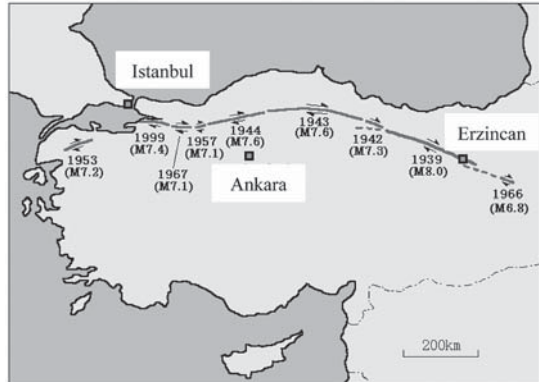 Istanbul
1999
(M7.4)
1957
(M7.1)
1944
(M7.6)
1943
(M7.6)
1942
(M7.3)
Erzincan
1953
(M7.2)
1967
(M7.1)
Ankara
1939
(M8.0)
1966
(M6.8)
200km